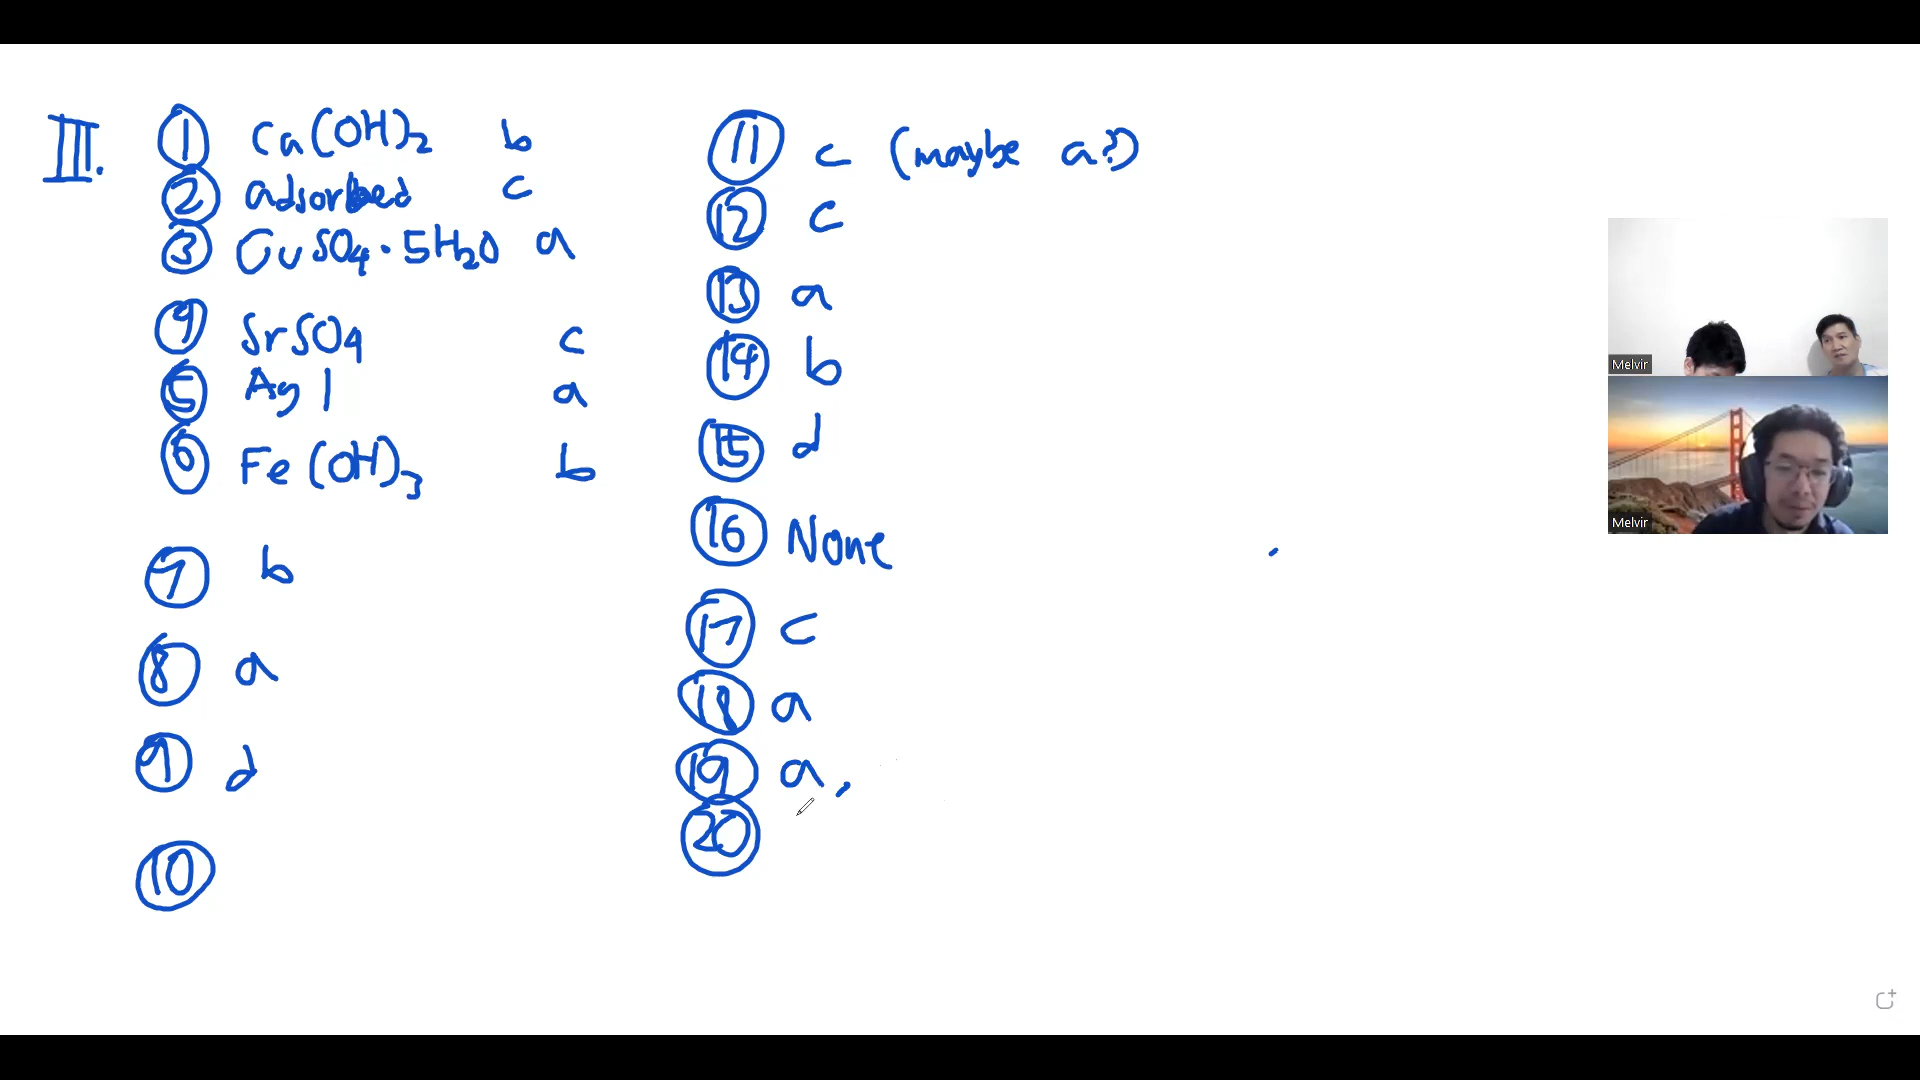 III. ① Ca(OH)₂ b
② adsorbed c
③ CuSO₄·5H₂O a
④ SrSO₄ c
⑤ AgI a
⑥ Fe(OH)₃ b
⑦ b
⑧ a
⑨ d
⑩
⑪ c (maybe a?)
⑫ c
⑬ a
⑭ b
⑮ d
⑯ None
⑰ c
⑱ a
⑲ a,
⑳
Melvir
Melvir